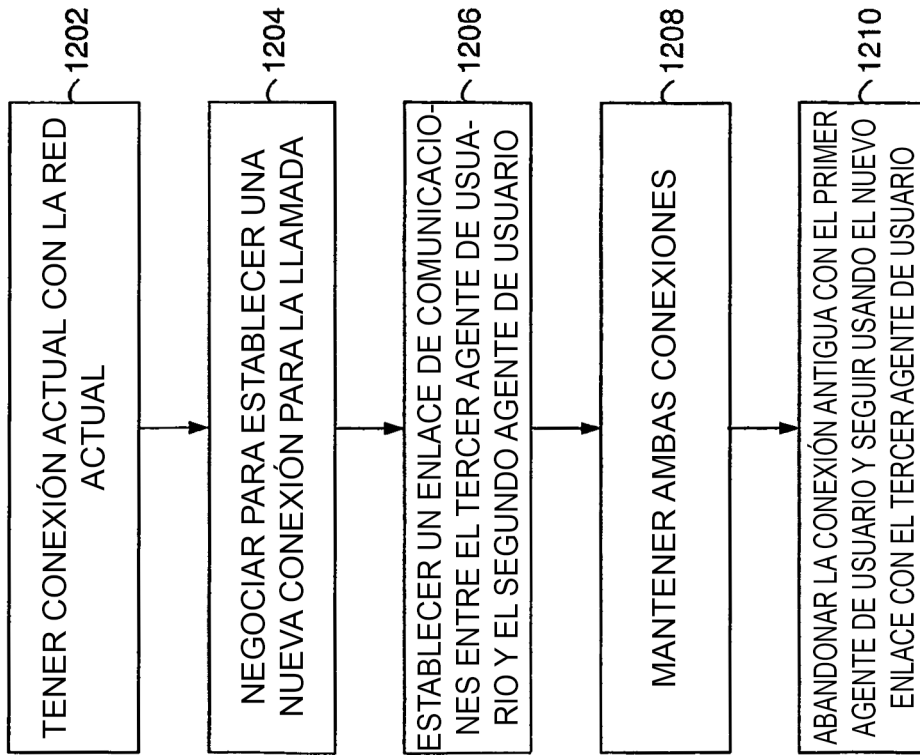 TENER CONEXIÓN ACTUAL CON LA RED
ACTUAL
1202
NEGOCIAR PARA ESTABLECER UNA
NUEVA CONEXIÓN PARA LA LLAMADA
1204
ESTABLECER UN ENLACE DE COMUNICACIO-
NES ENTRE EL TERCER AGENTE DE USUA-
RIO Y EL SEGUNDO AGENTE DE USUARIO
1206
MANTENER AMBAS CONEXIONES
1208
ABANDONAR LA CONEXIÓN ANTIGUA CON EL PRIMER
AGENTE DE USUARIO Y SEGUIR USANDO EL NUEVO
ENLACE CON EL TERCER AGENTE DE USUARIO
1210